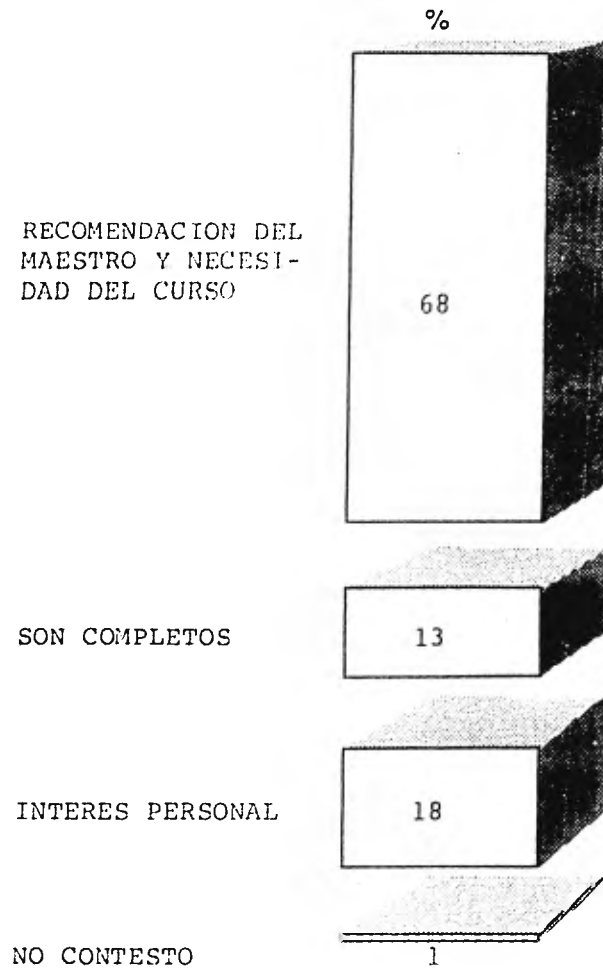 %
RECOMENDACION DEL
MAESTRO Y NECESI-
DAD DEL CURSO
68
SON COMPLETOS
13
INTERES PERSONAL
18
NO CONTESTO
1